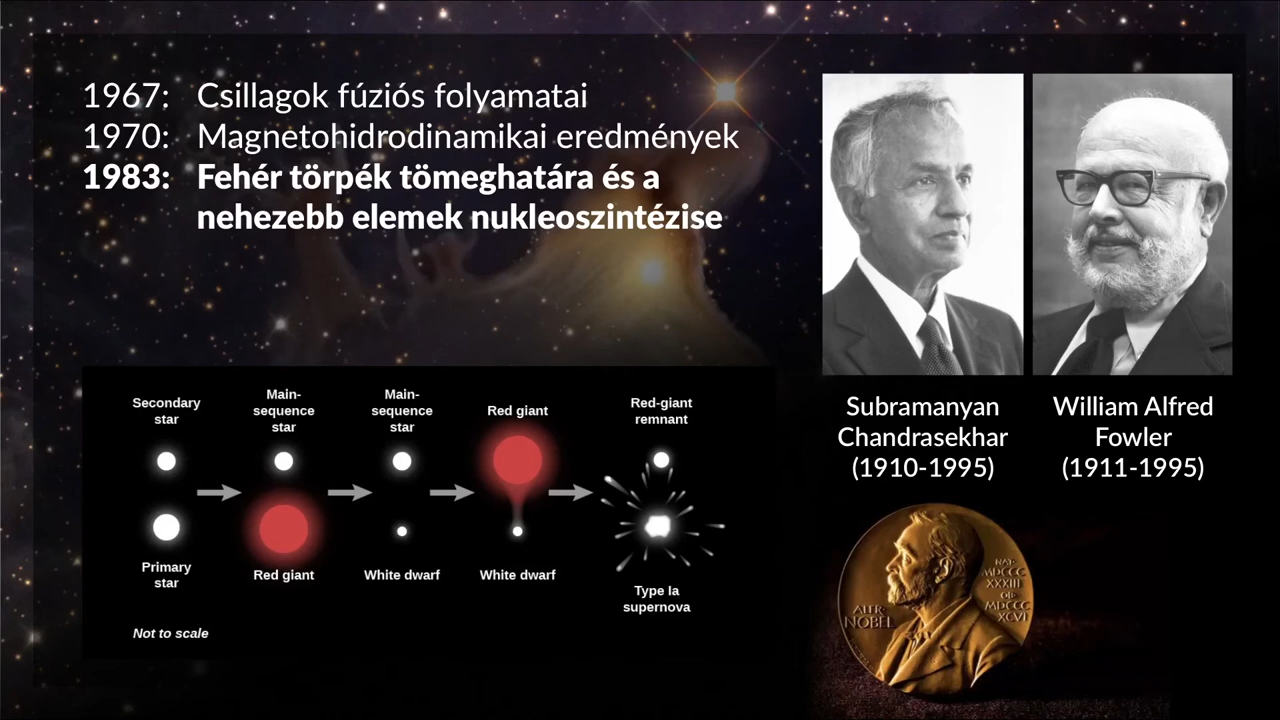 1967: Csillagok fúziós folyamatai
1970: Magnetohidrodinamikai eredmények
1983: Fehér törpék tömeghatára és a
nehezebb elemek nukleoszintézise
Subramanyan
Chandrasekhar
(1910-1995)
William Alfred
Fowler
(1911-1995)
Secondary
star
Main-
sequence
star
Main-
sequence
star
Red giant
Red-giant
remnant
Primary
star
Red giant
White dwarf
White dwarf
Type Ia
supernova
Not to scale
ALFR·
NOBEL
NAT·
MDCCC
XXXIII
OB·
MDCCC
XCVI